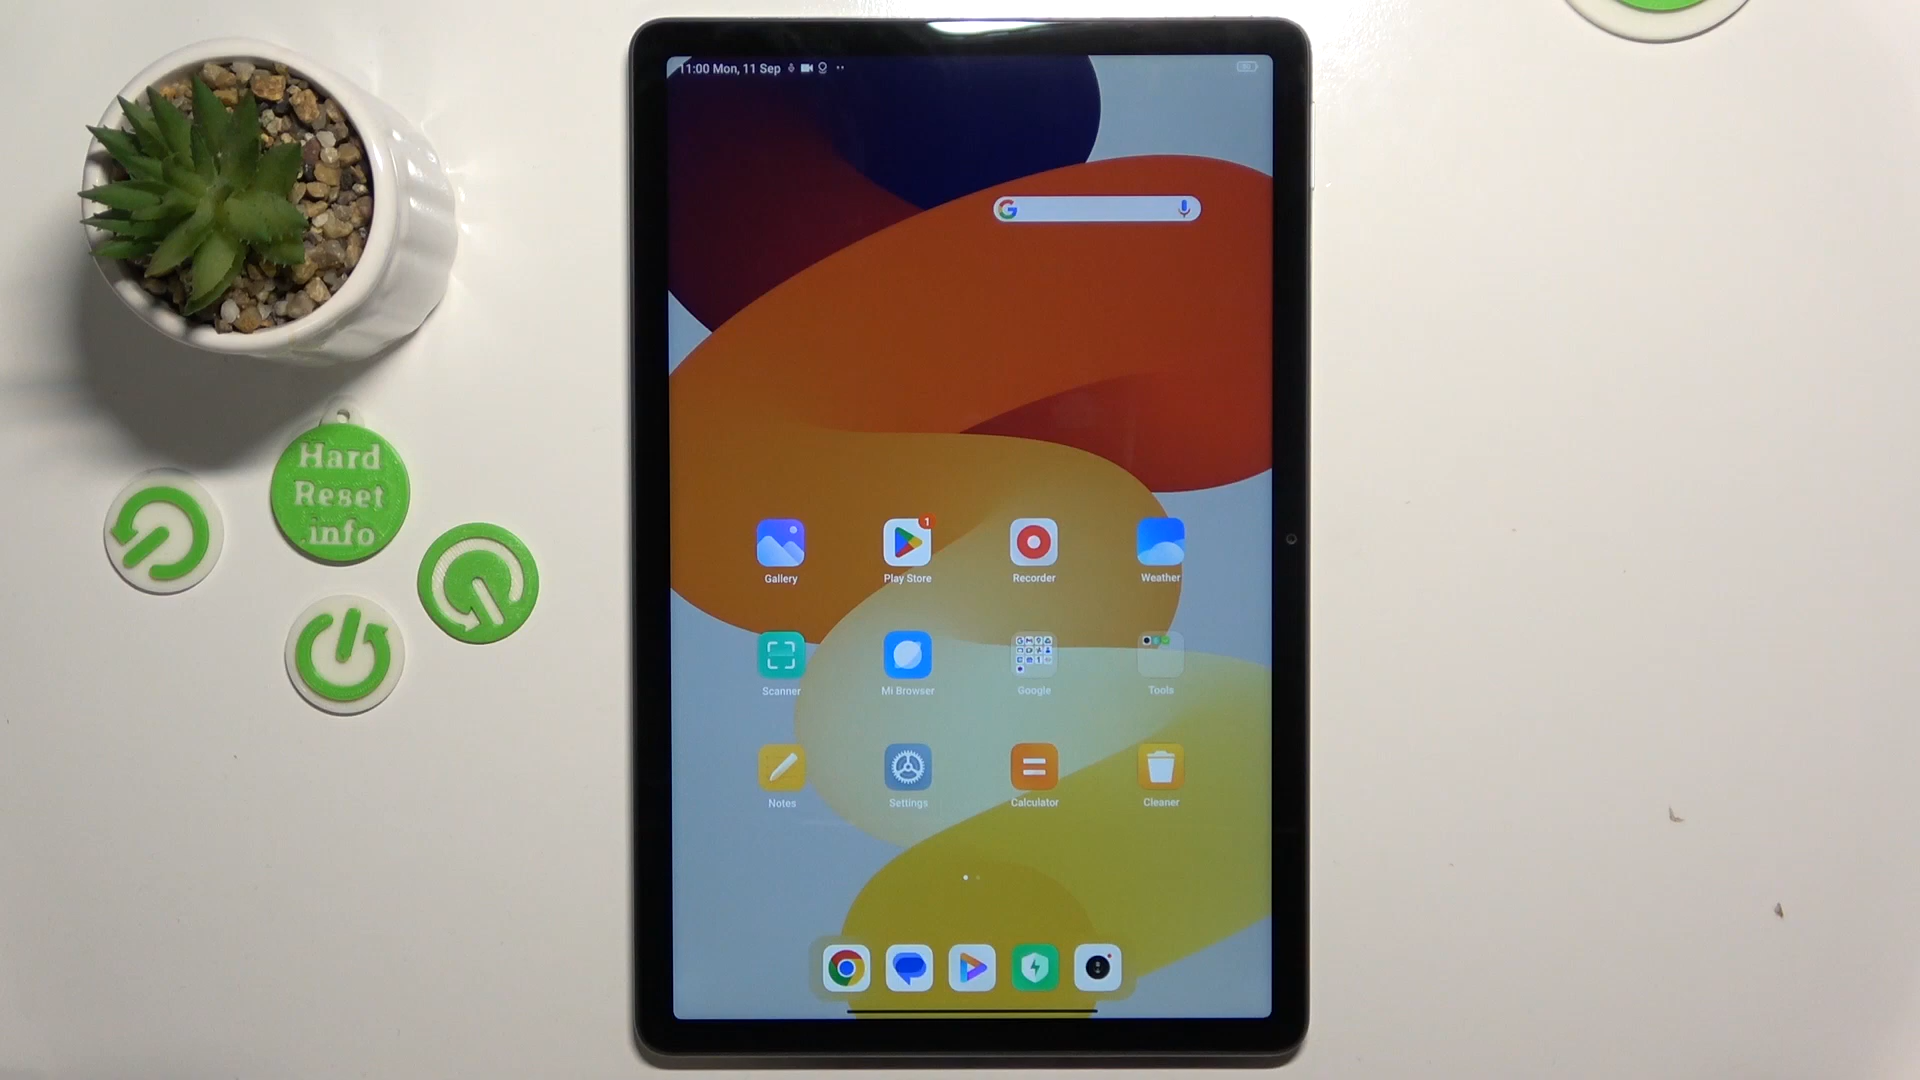 11:00 Mon, 11 Sep
Gallery
1
Play Store
Recorder
Weather
Scanner
Mi Browser
Google
Tools
Notes
Settings
Calculator
Cleaner
Hard
Reset
info